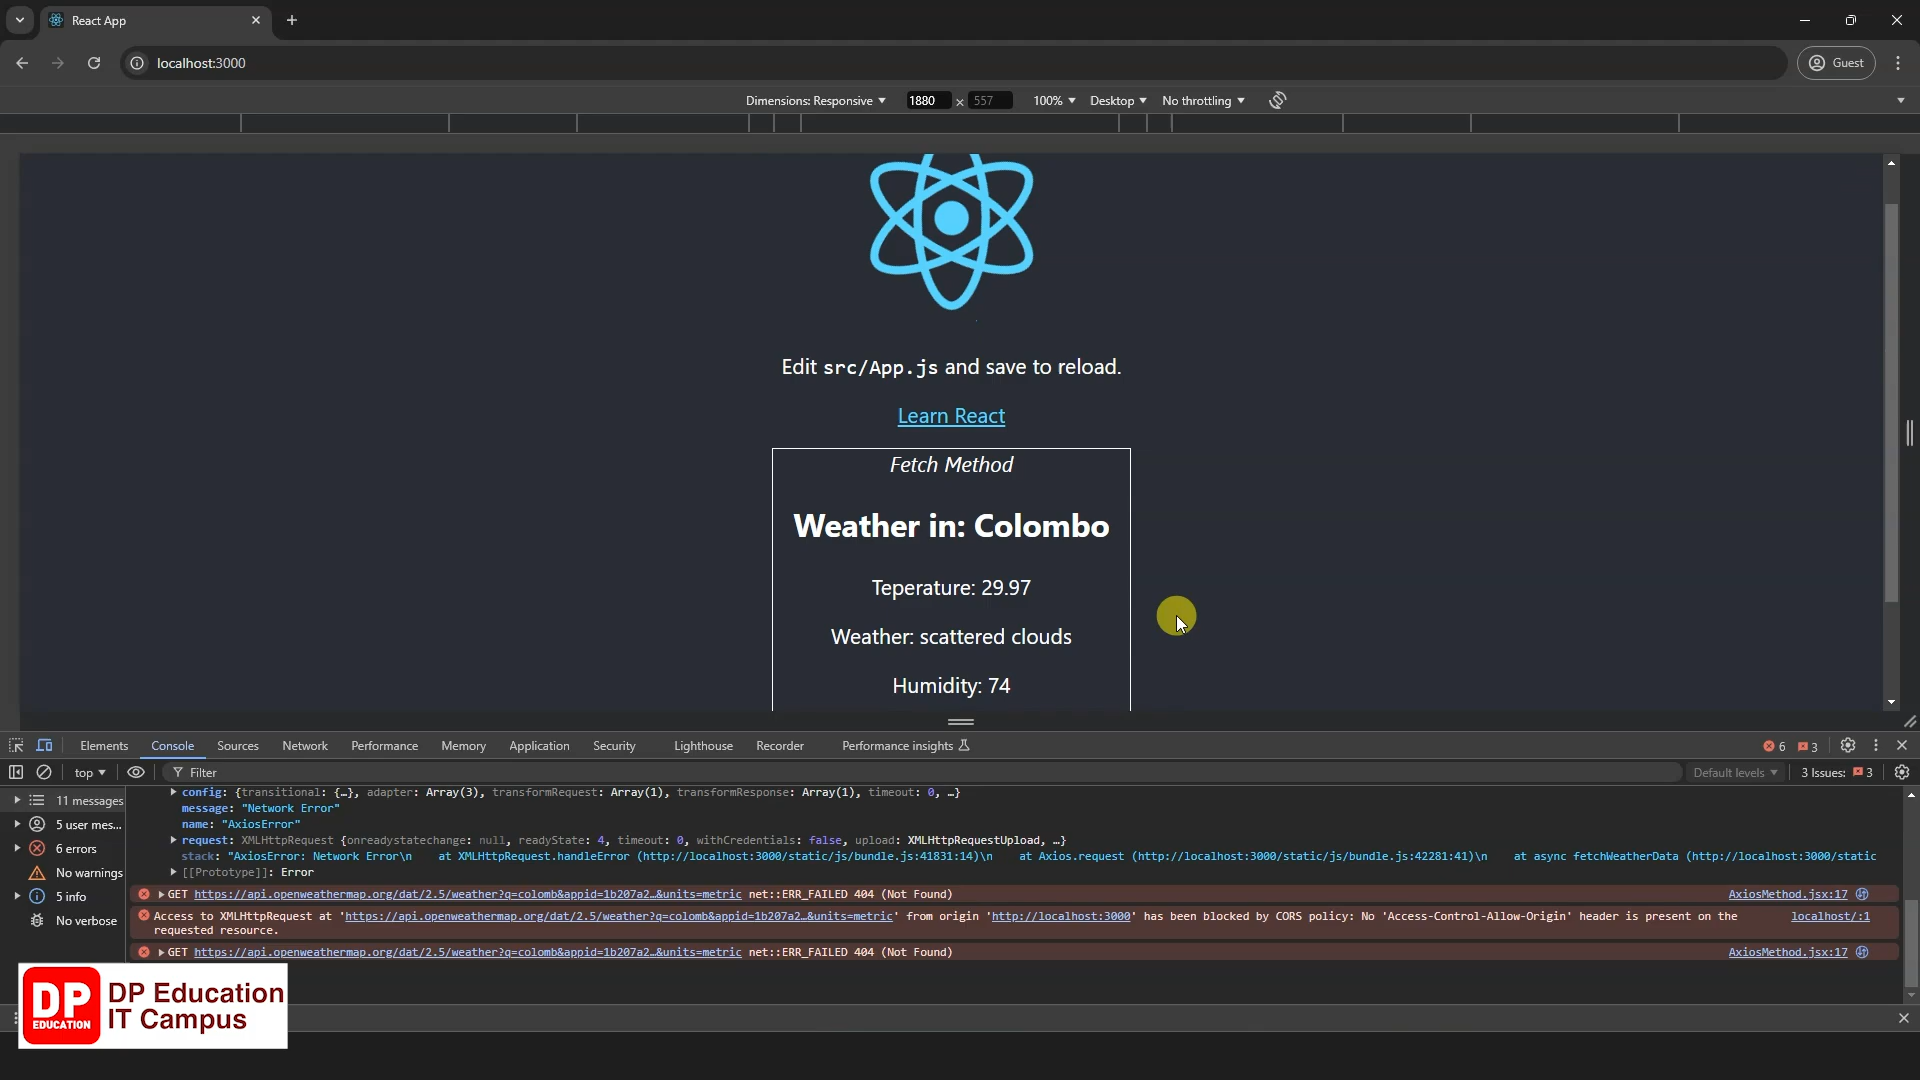 React App
localhost:3000
Guest
Dimensions: Responsive 1880 × 557 100% Desktop No throttling
Edit src/App.js and save to reload.
Learn React
Fetch Method
Weather in: Colombo
Teperature: 29.97
Weather: scattered clouds
Humidity: 74
Elements Console Sources Network Performance Memory Application Security Lighthouse Recorder Performance insights 6 3
top Filter Default levels 3 Issues: 3
11 messages
5 user mes...
6 errors
No warnings
5 info
No verbose
config: {transitional: {…}, adapter: Array(3), transformRequest: Array(1), transformResponse: Array(1), timeout: 0, …}
message: "Network Error"
name: "AxiosError"
request: XMLHttpRequest {onreadystatechange: null, readyState: 4, timeout: 0, withCredentials: false, upload: XMLHttpRequestUpload, …}
stack: "AxiosError: Network Error\n    at XMLHttpRequest.handleError (http://localhost:3000/static/js/bundle.js:41831:14)\n    at Axios.request (http://localhost:3000/static/js/bundle.js:42281:41)\n    at async fetchWeatherData (http://localhost:3000/static
[[Prototype]]: Error
GET https://api.openweathermap.org/dat/2.5/weather?q=colomb&appid=1b207a2…&units=metric net::ERR_FAILED 404 (Not Found) AxiosMethod.jsx:17
Access to XMLHttpRequest at 'https://api.openweathermap.org/dat/2.5/weather?q=colomb&appid=1b207a2…&units=metric' from origin 'http://localhost:3000' has been blocked by CORS policy: No 'Access-Control-Allow-Origin' header is present on the localhost/:1
requested resource.
GET https://api.openweathermap.org/dat/2.5/weather?q=colomb&appid=1b207a2…&units=metric net::ERR_FAILED 404 (Not Found) AxiosMethod.jsx:17
DP
EDUCATION
DP Education
IT Campus